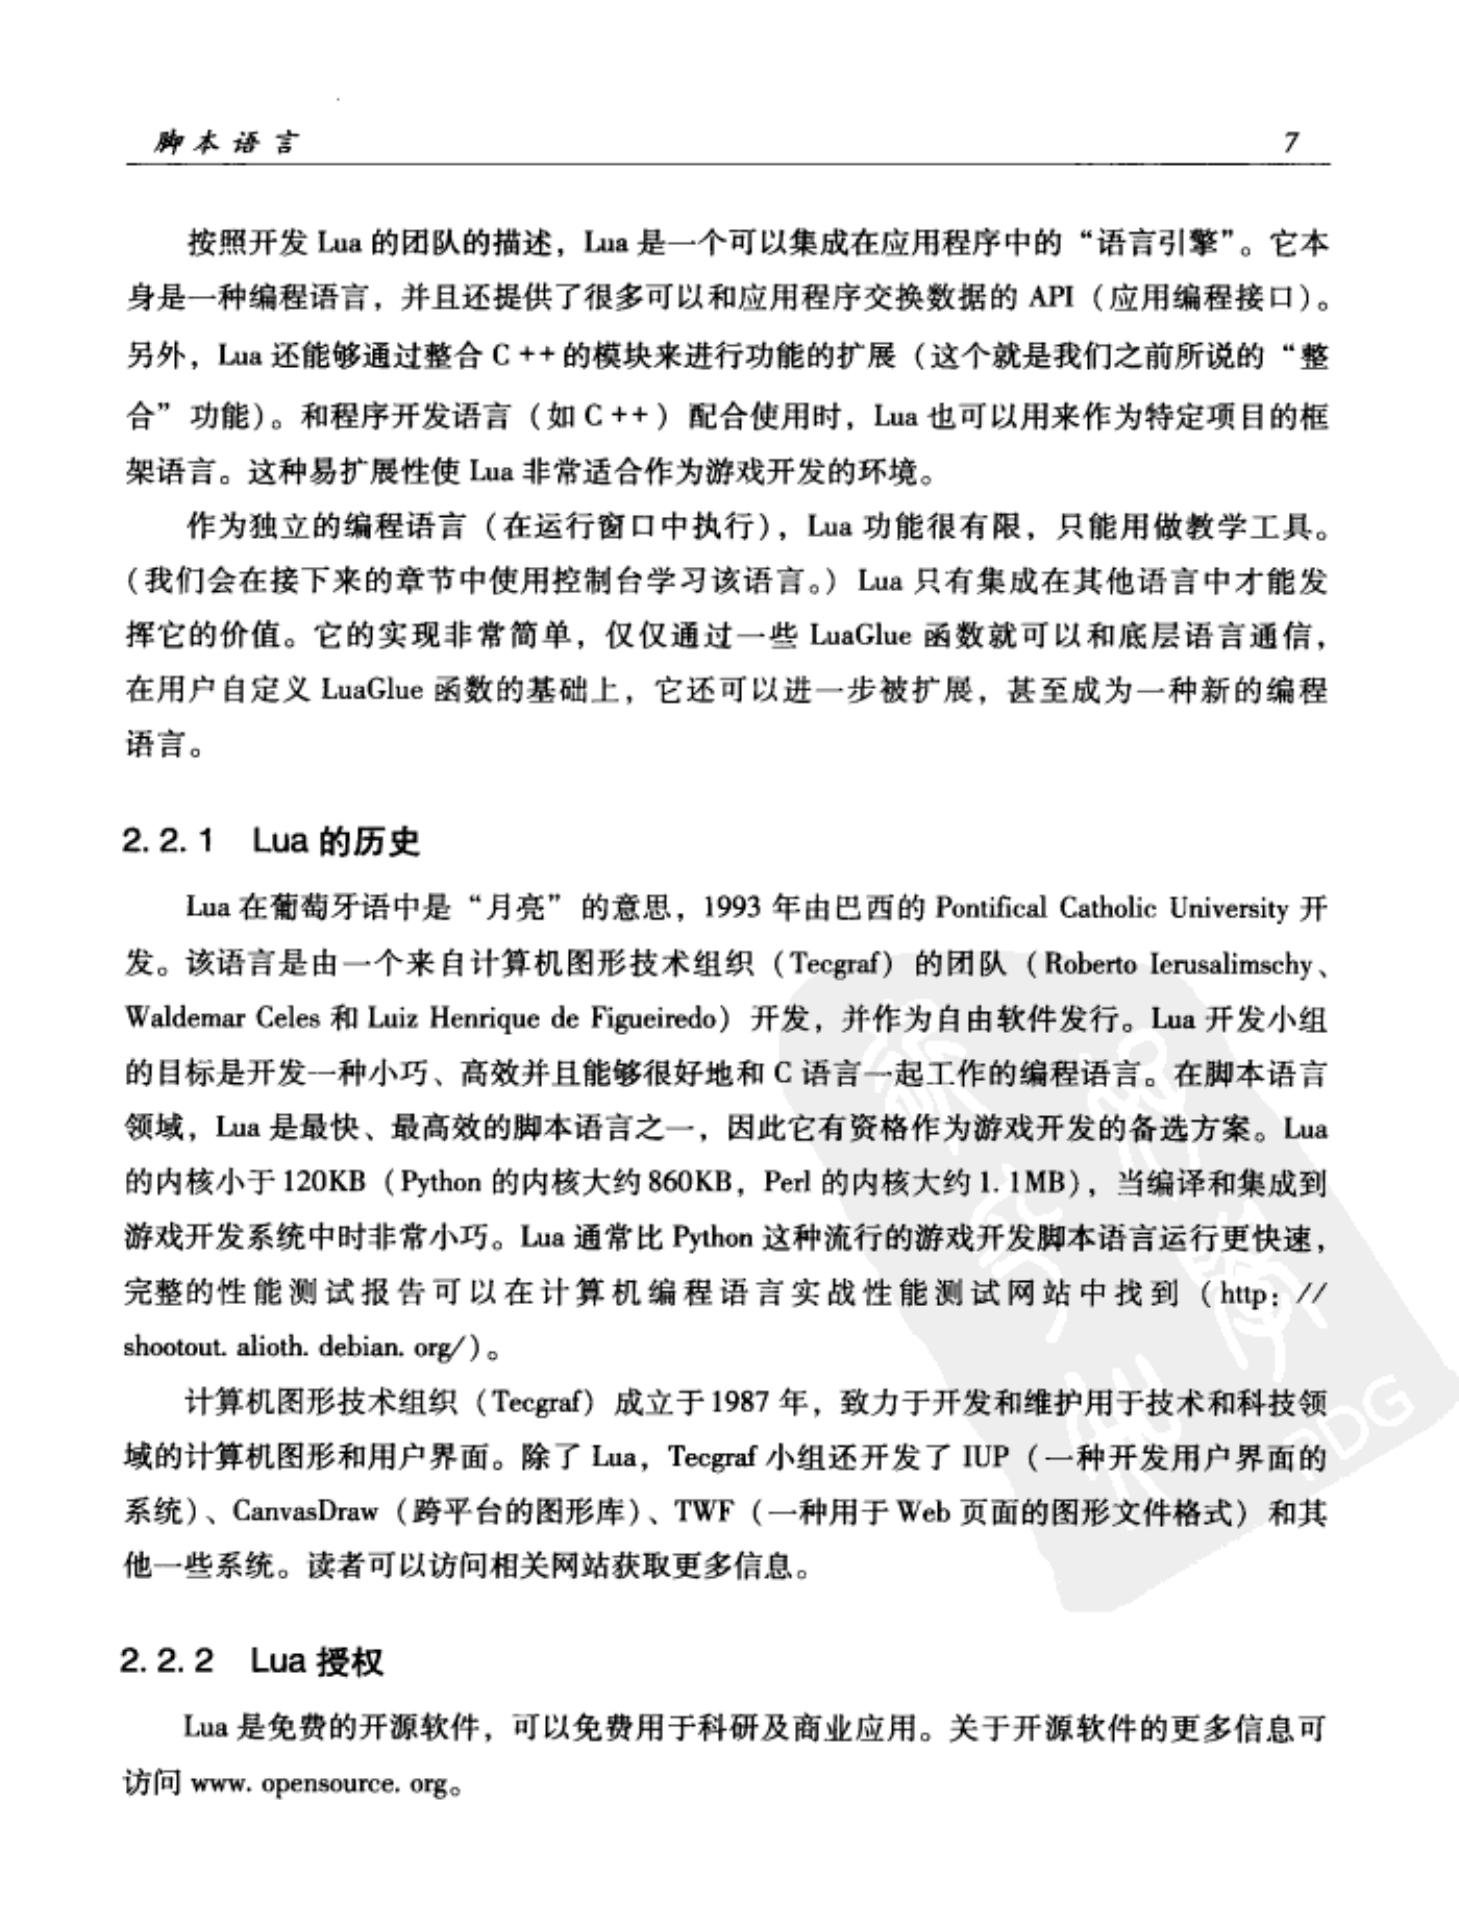 脚本语言 7
按照开发 Lua 的团队的描述，Lua 是一个可以集成在应用程序中的“语言引擎”。它本
身是一种编程语言，并且还提供了很多可以和应用程序交换数据的 API（应用编程接口）。
另外，Lua 还能够通过整合 C ++ 的模块来进行功能的扩展（这个就是我们之前所说的“整
合”功能）。和程序开发语言（如 C ++）配合使用时，Lua 也可以用来作为特定项目的框
架语言。这种易扩展性使 Lua 非常适合作为游戏开发的环境。
作为独立的编程语言（在运行窗口中执行），Lua 功能很有限，只能用做教学工具。
（我们会在接下来的章节中使用控制台学习该语言。）Lua 只有集成在其他语言中才能发
挥它的价值。它的实现非常简单，仅仅通过一些 LuaGlue 函数就可以和底层语言通信，
在用户自定义 LuaGlue 函数的基础上，它还可以进一步被扩展，甚至成为一种新的编程
语言。
2. 2. 1 Lua 的历史
Lua 在葡萄牙语中是“月亮”的意思，1993 年由巴西的 Pontifical Catholic University 开
发。该语言是由一个来自计算机图形技术组织（Tecgraf）的团队（Roberto Ierusalimschy、
Waldemar Celes 和 Luiz Henrique de Figueiredo）开发，并作为自由软件发行。Lua 开发小组
的目标是开发一种小巧、高效并且能够很好地和 C 语言一起工作的编程语言。在脚本语言
领域，Lua 是最快、最高效的脚本语言之一，因此它有资格作为游戏开发的备选方案。Lua
的内核小于 120KB（Python 的内核大约 860KB，Perl 的内核大约 1. 1MB），当编译和集成到
游戏开发系统中时非常小巧。Lua 通常比 Python 这种流行的游戏开发脚本语言运行更快速，
完整的性能测试报告可以在计算机编程语言实战性能测试网站中找到（http: //
shootout. alioth. debian. org/）。
计算机图形技术组织（Tecgraf）成立于 1987 年，致力于开发和维护用于技术和科技领
域的计算机图形和用户界面。除了 Lua，Tecgraf 小组还开发了 IUP（一种开发用户界面的
系统）、CanvasDraw（跨平台的图形库）、TWF（一种用于 Web 页面的图形文件格式）和其
他一些系统。读者可以访问相关网站获取更多信息。
PDG
2. 2. 2 Lua 授权
Lua 是免费的开源软件，可以免费用于科研及商业应用。关于开源软件的更多信息可
访问 www. opensource. org。